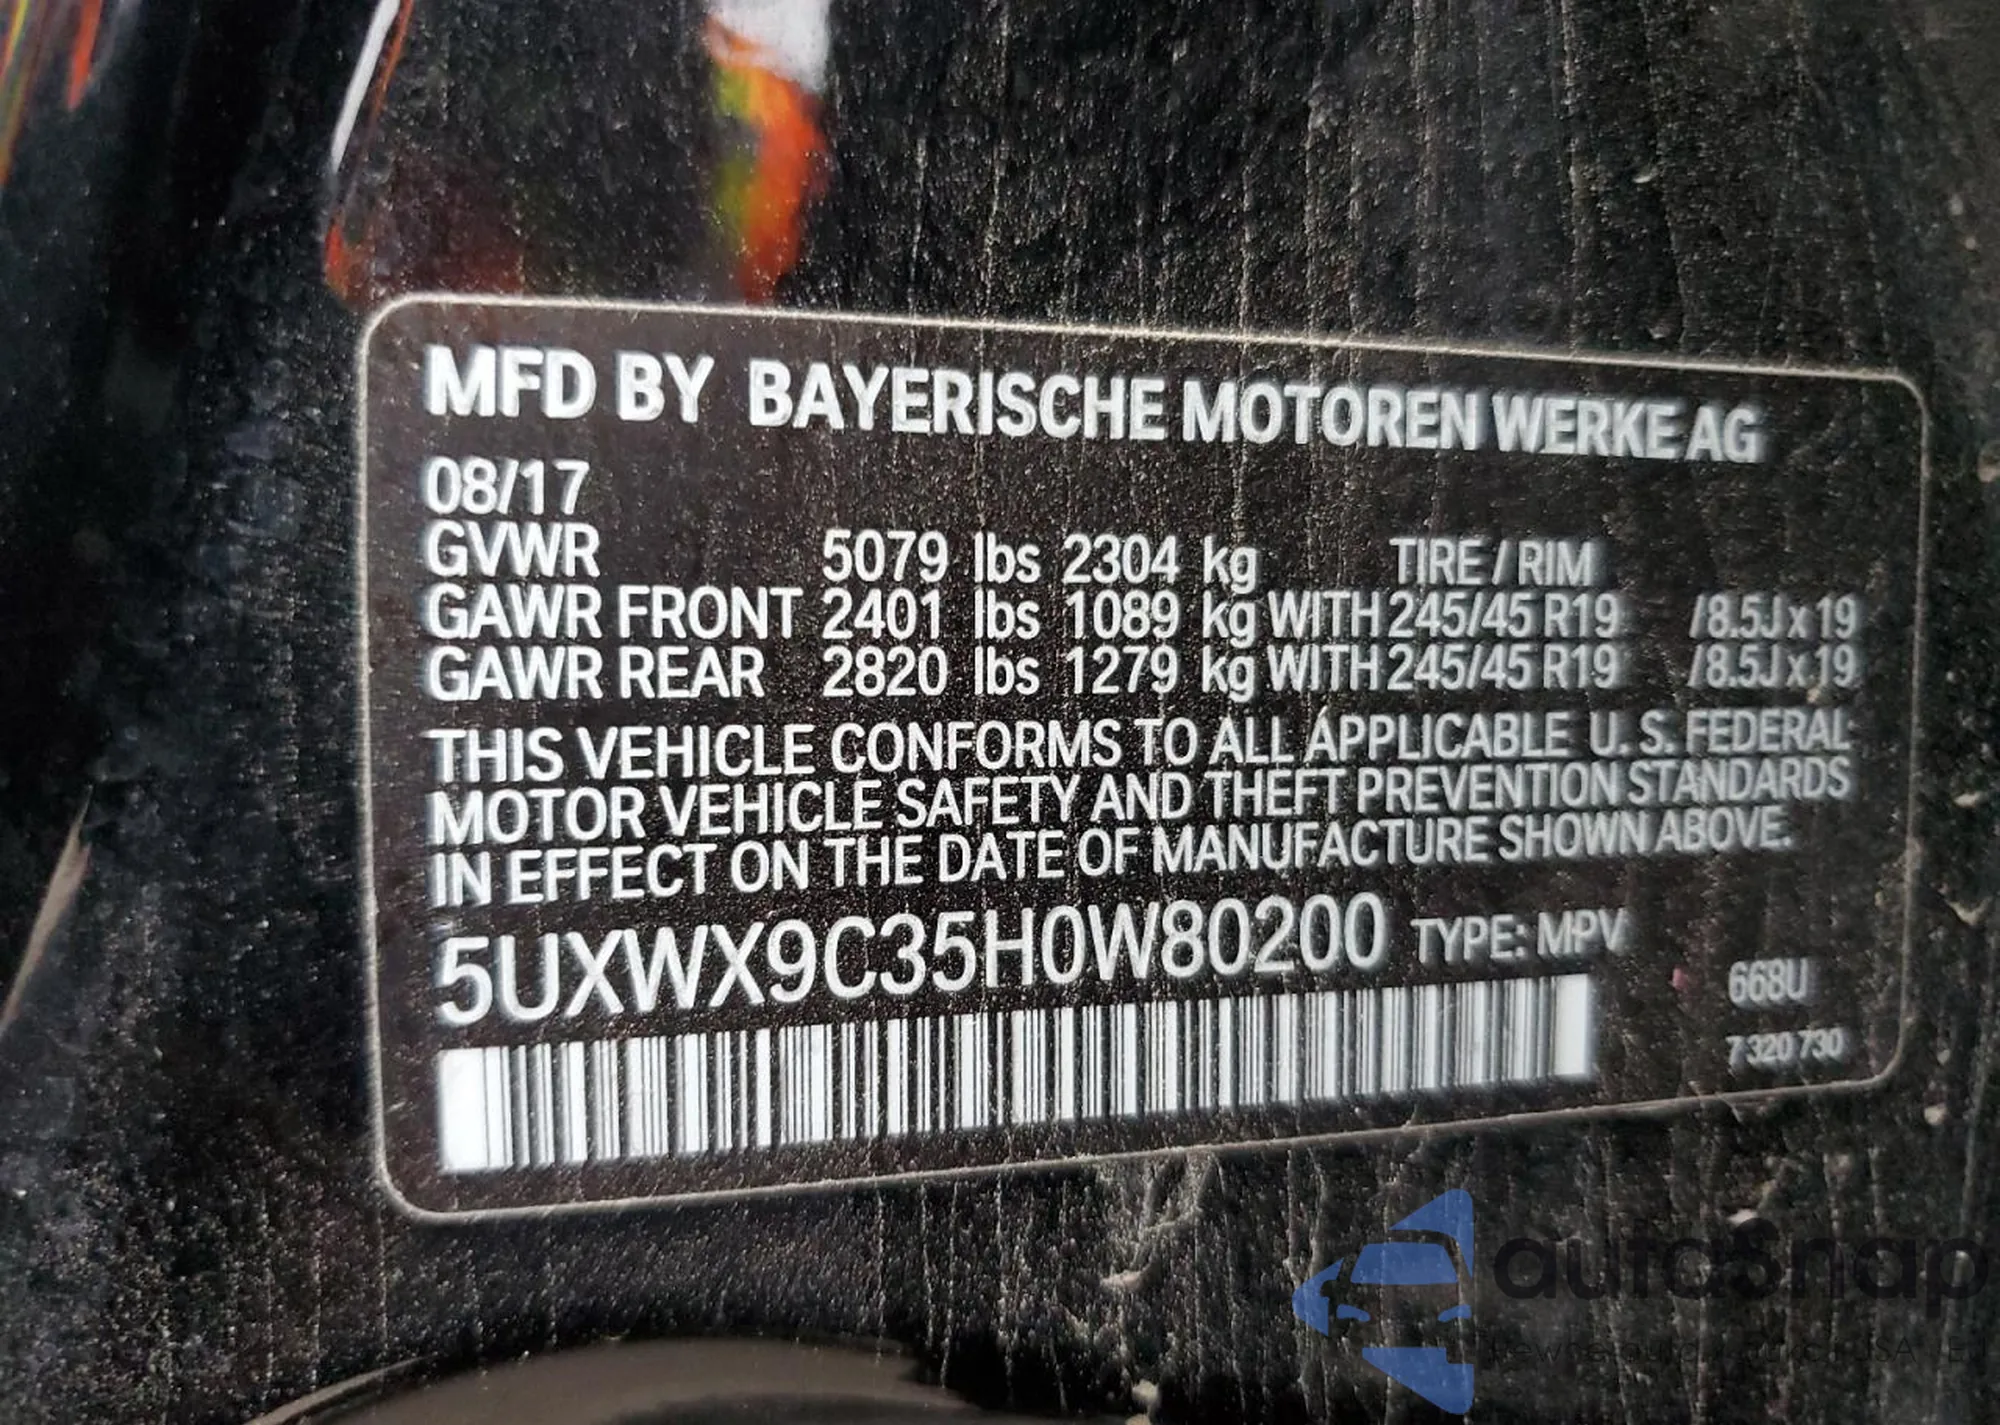 MFD BY BAYERISCHE MOTOREN WERKE AG
08/17
GVWR 5079 lbs 2304 kg TIRE / RIM
GAWR FRONT 2401 lbs 1089 kg WITH 245/45 R19 /8.5J x 19
GAWR REAR 2820 lbs 1279 kg WITH 245/45 R19 /8.5J x 19
THIS VEHICLE CONFORMS TO ALL APPLICABLE U. S. FEDERAL
MOTOR VEHICLE SAFETY AND THEFT PREVENTION STANDARDS
IN EFFECT ON THE DATE OF MANUFACTURE SHOWN ABOVE.
5UXWX9C35H0W80200 TYPE: MPV
668U
7 320 730
autoSnap